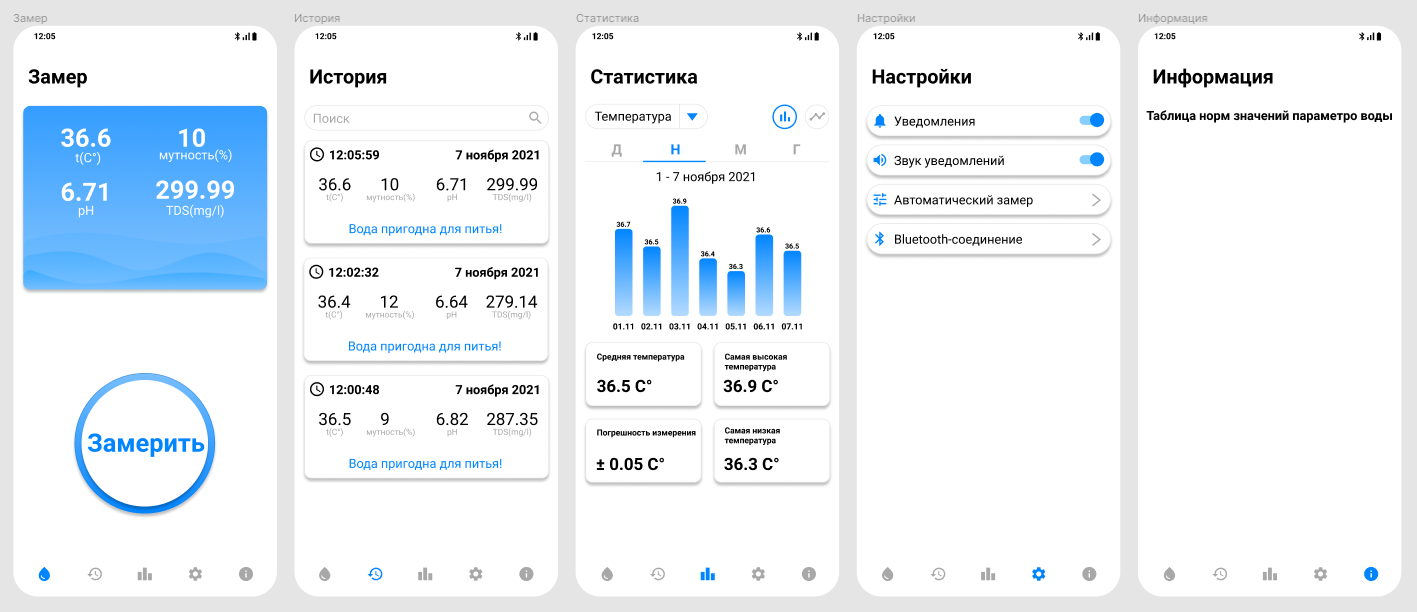 Замер
12:05
Замер
36.6
t(C°)
10
мутность(%)
6.71
pH
299.99
TDS(mg/l)
Замерить
История
12:05
История
Поиск
12:05:59 7 ноября 2021
36.6 10 6.71 299.99
t(C°) мутность(%) pH TDS(mg/l)
Вода пригодна для питья!
12:02:32 7 ноября 2021
36.4 12 6.64 279.14
t(C°) мутность(%) pH TDS(mg/l)
Вода пригодна для питья!
12:00:48 7 ноября 2021
36.5 9 6.82 287.35
t(C°) мутность(%) pH TDS(mg/l)
Вода пригодна для питья!
Статистика
12:05
Статистика
Температура
Д Н М Г
1 - 7 ноября 2021
36.7 36.5 36.9 36.4 36.3 36.6 36.5
01.11 02.11 03.11 04.11 05.11 06.11 07.11
Средняя температура
36.5 C°
Самая высокая
температура
36.9 C°
Погрешность измерения
± 0.05 C°
Самая низкая
температура
36.3 C°
Настройки
12:05
Настройки
Уведомления
Звук уведомлений
Автоматический замер
Bluetooth-соединение
Информация
12:05
Информация
Таблица норм значений параметро воды